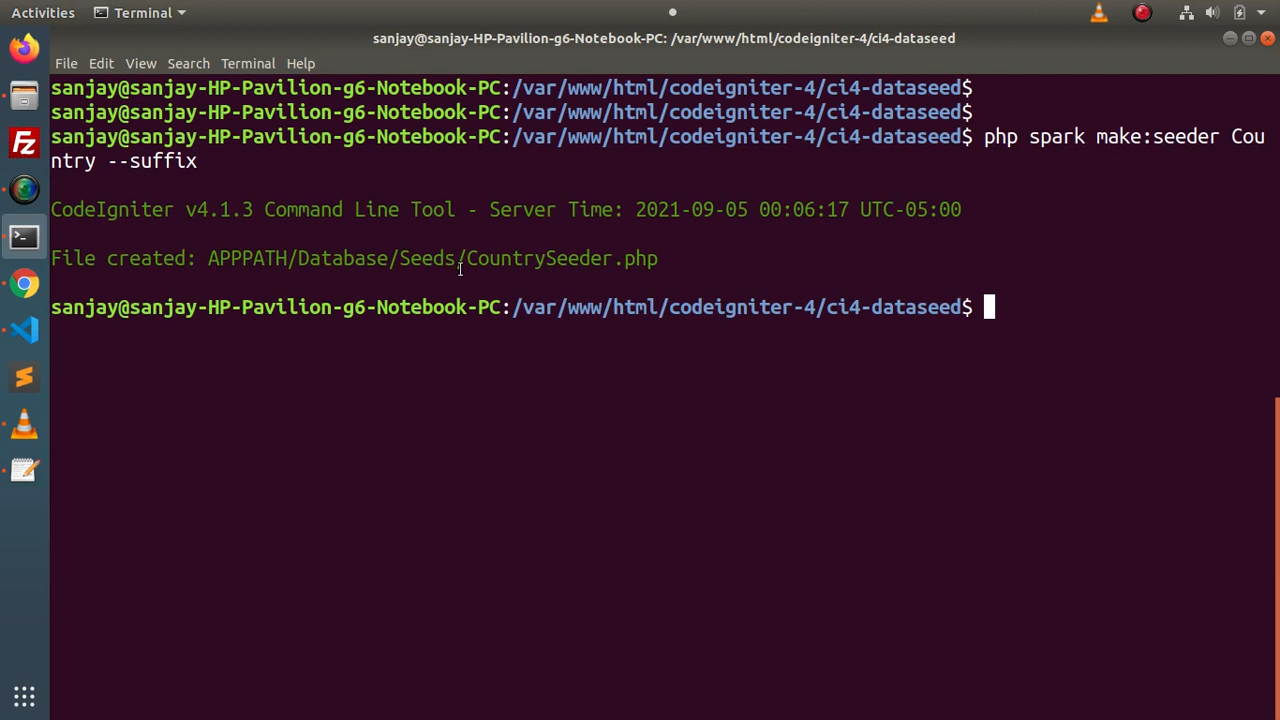 Activities Terminal
sanjay@sanjay-HP-Pavilion-g6-Notebook-PC: /var/www/html/codeigniter-4/ci4-dataseed
File Edit View Search Terminal Help
sanjay@sanjay-HP-Pavilion-g6-Notebook-PC:/var/www/html/codeigniter-4/ci4-dataseed$
sanjay@sanjay-HP-Pavilion-g6-Notebook-PC:/var/www/html/codeigniter-4/ci4-dataseed$
sanjay@sanjay-HP-Pavilion-g6-Notebook-PC:/var/www/html/codeigniter-4/ci4-dataseed$ php spark make:seeder Cou
ntry --suffix
CodeIgniter v4.1.3 Command Line Tool - Server Time: 2021-09-05 00:06:17 UTC-05:00
File created: APPPATH/Database/Seeds/CountrySeeder.php
sanjay@sanjay-HP-Pavilion-g6-Notebook-PC:/var/www/html/codeigniter-4/ci4-dataseed$